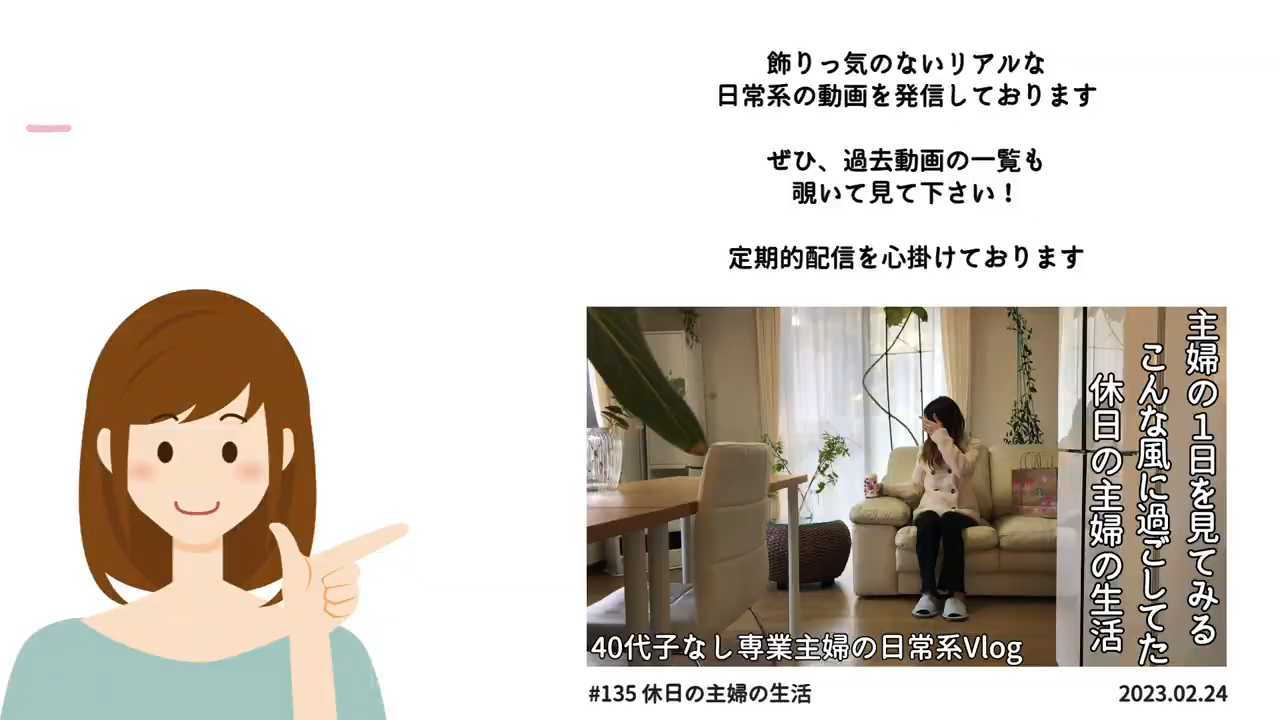 飾りっ気のないリアルな
日常系の動画を発信しております
ぜひ、過去動画の一覧も
覗いて見て下さい！
定期的配信を心掛けております
主婦の1日を見てみる
こんな風に過ごしてた
休日の主婦の生活
40代子なし専業主婦の日常系Vlog
#135 休日の主婦の生活
2023.02.24